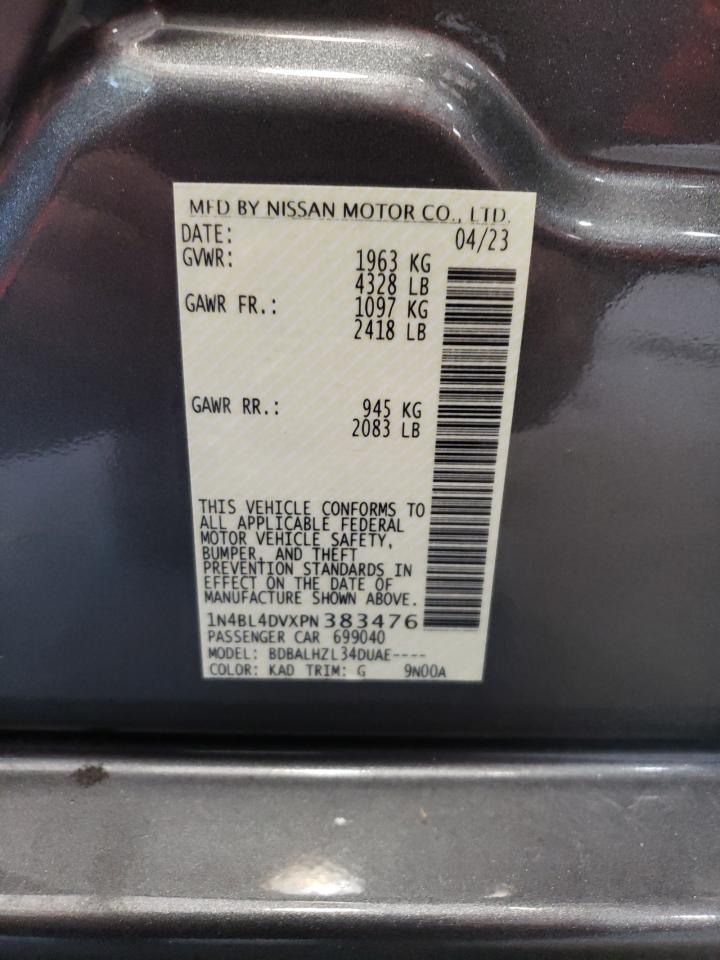 MFD BY NISSAN MOTOR CO., LTD.
DATE: 04/23
GVWR: 1963 KG
4328 LB
GAWR FR.: 1097 KG
2418 LB
GAWR RR.: 945 KG
2083 LB
THIS VEHICLE CONFORMS TO
ALL APPLICABLE FEDERAL
MOTOR VEHICLE SAFETY,
BUMPER, AND THEFT
PREVENTION STANDARDS IN
EFFECT ON THE DATE OF
MANUFACTURE SHOWN ABOVE.
1N4BL4DVXPN383476
PASSENGER CAR 699040
MODEL: BDBALHZL34DUAE----
COLOR: KAD TRIM: G 9N00A